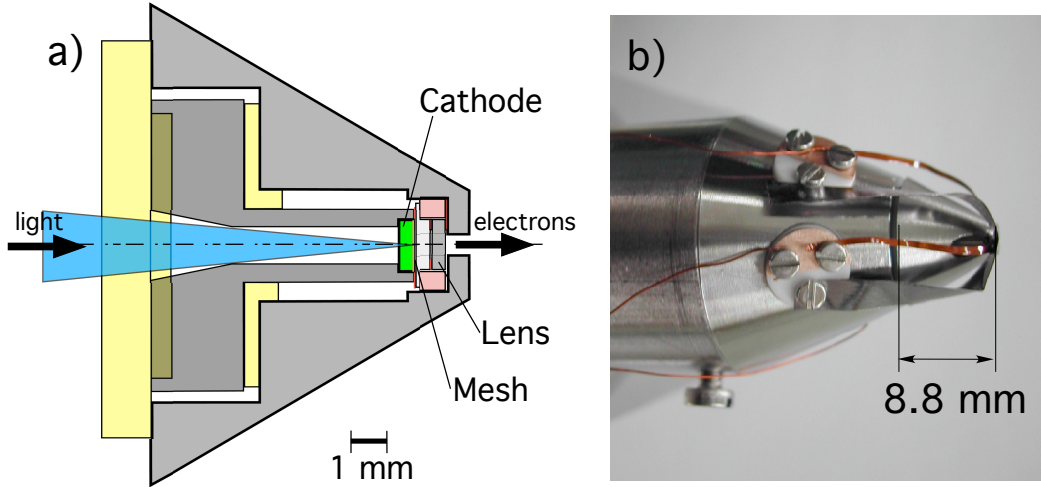 a)
Cathode
light
electrons
Lens
Mesh
1 mm
b)
8.8 mm